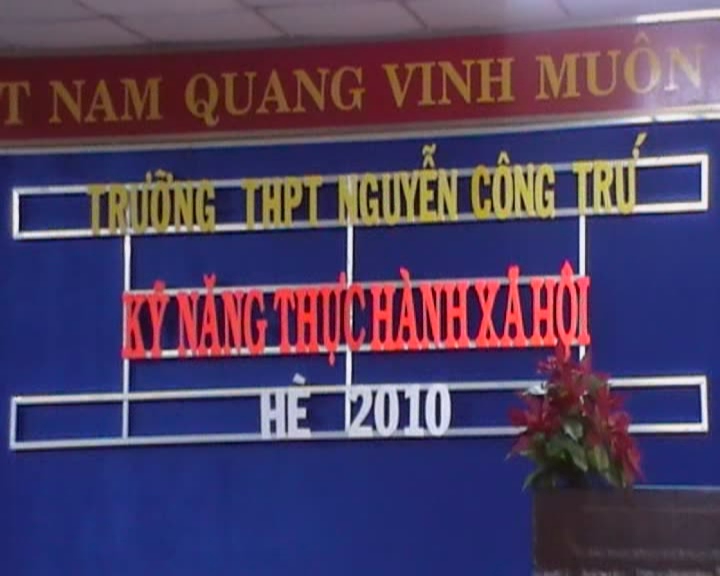 T NAM QUANG VINH MUÔN
TRƯỜNG THPT NGUYỄN CÔNG TRỨ
KỸ NĂNG THỰC HÀNH XÃ HỘI
HÈ 2010